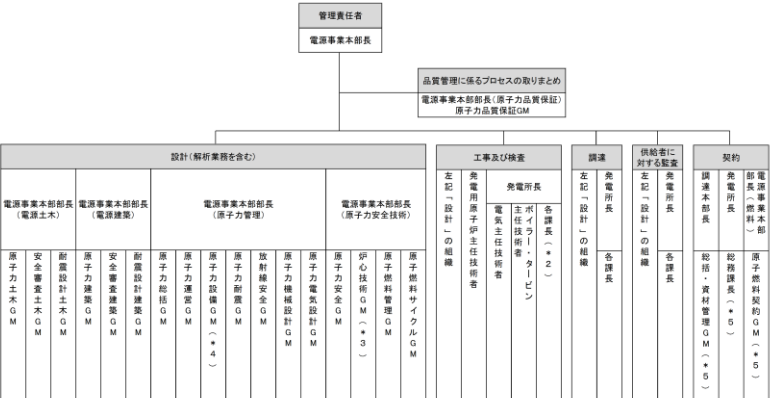 管理責任者
電源事業本部長
品質管理に係るプロセスの取りまとめ
電源事業本部部長(原子力品質保証)
原子力品質保証GM
設計(解析業務を含む)
電源事業本部部長
(電源土木)
原子力土木GM
安全審査土木GM
耐震設計土木GM
電源事業本部部長
(電源建築)
原子力建築GM
安全審査建築GM
耐震設計建築GM
電源事業本部部長
(原子力管理)
原子力総括GM
原子力運営GM
原子力設備GM(*4)
原子力耐震GM
放射線安全GM
原子力機械設計GM
原子力電気設計GM
電源事業本部部長
(原子力安全技術)
原子力安全GM
炉心技術GM(*3)
原子燃料管理GM
原子燃料サイクルGM
工事及び検査
左記「設計」の組織
発電用原子炉主任技術者
発電所長
電気主任技術者
ボイラー・タービン
主任技術者
各課長(*2)
調達
左記「設計」の組織
発電所長
各課長
供給者に
対する監査
左記「設計」の組織
発電所長
各課長
契約
調達本部長
総括・資材管理GM(*5)
発電所長
総務課長(*5)
電源事業本部
部長(燃料)
原子燃料契約GM(*5)